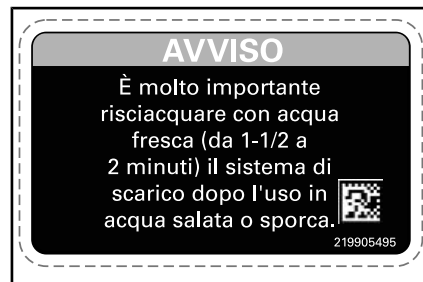 AVVISO
È molto importante
risciacquare con acqua
fresca (da 1-1/2 a
2 minuti) il sistema di
scarico dopo l'uso in
acqua salata o sporca.
219905495